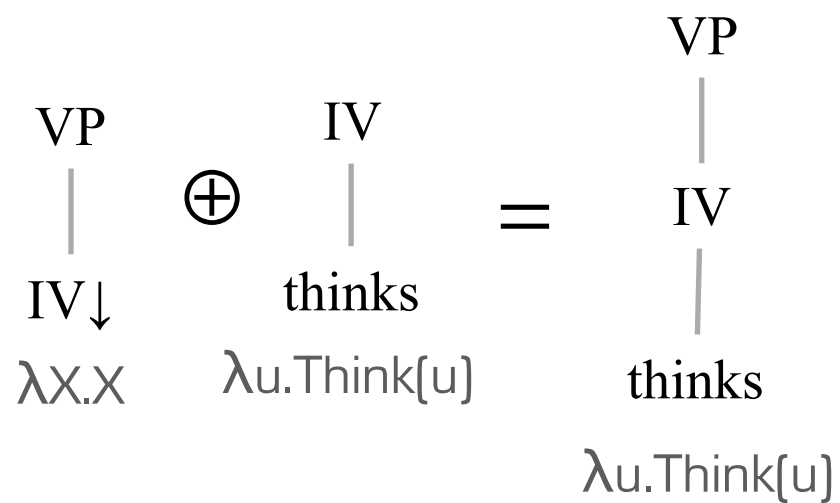 VP
IV↓
λX.X
⊕
IV
thinks
λu.Think(u)
=
VP
IV
thinks
λu.Think(u)